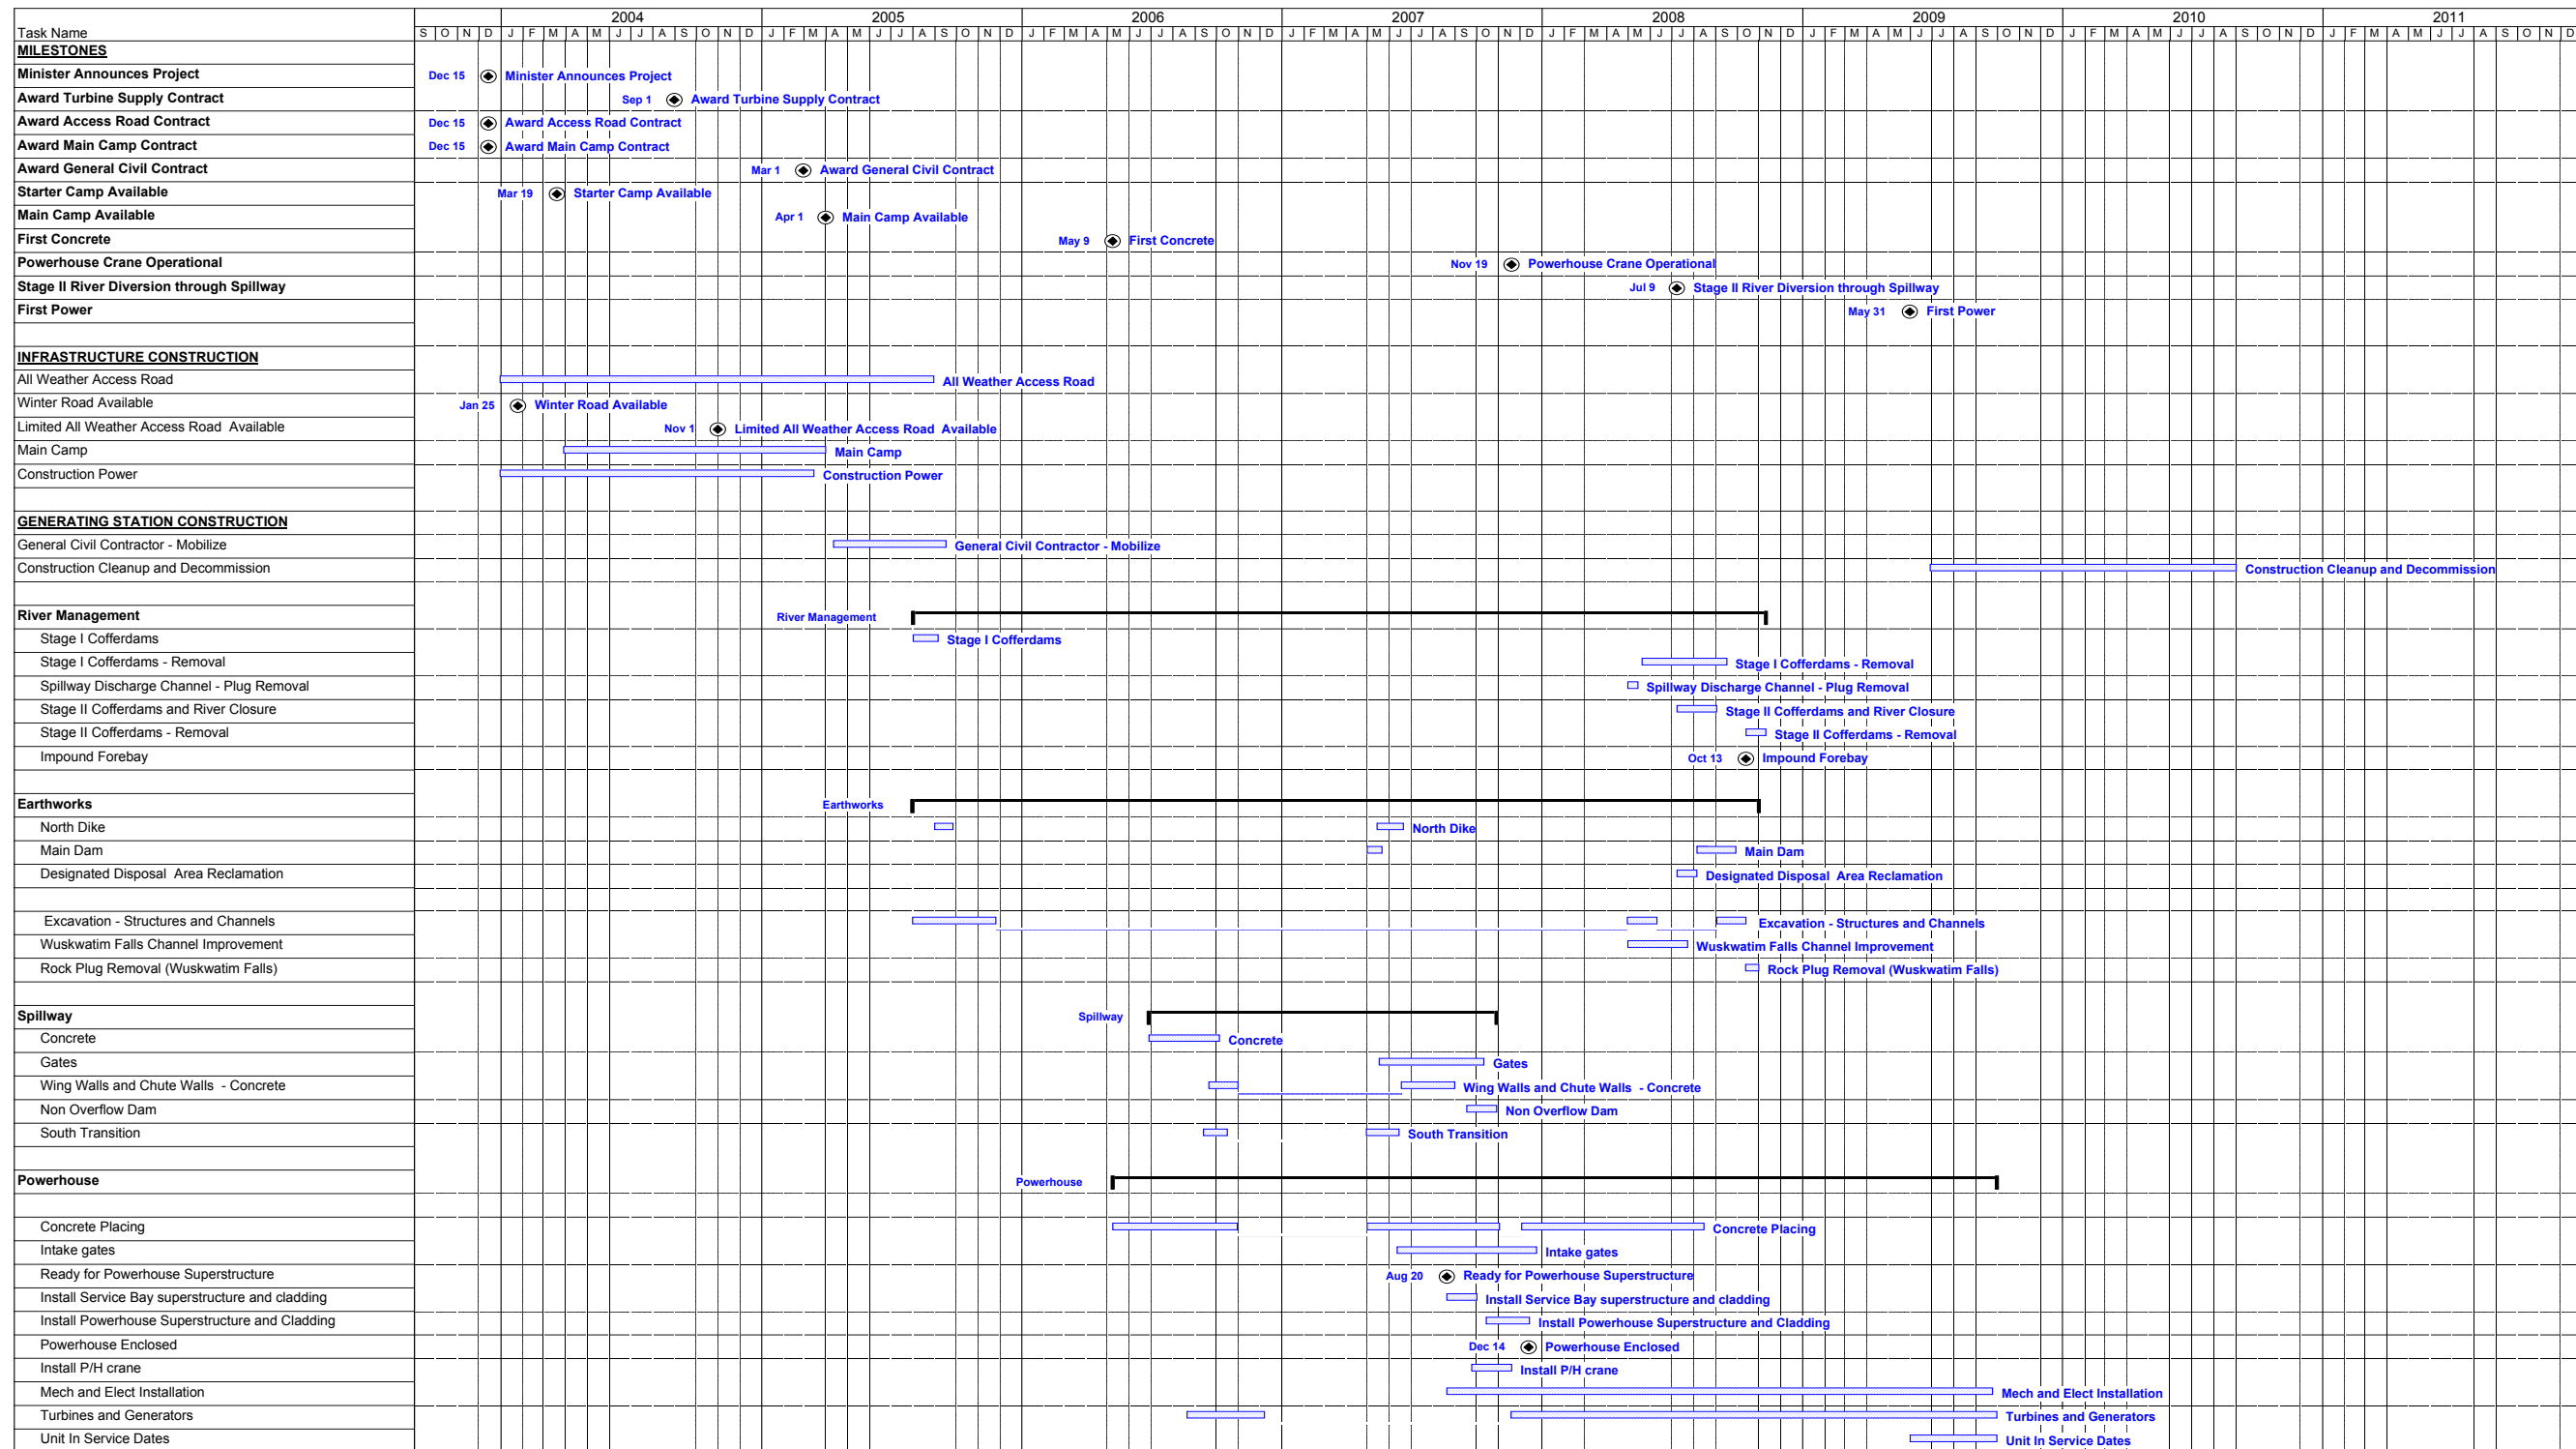 2004 2005 2006 2007 2008 2009 2010 2011
Task Name S O N D J F M A M J J A S O N D J F M A M J J A S O N D J F M A M J J A S O N D J F M A M J J A S O N D J F M A M J J A S O N D J F M A M J J A S O N D J F M A M J J A S O N D J F M A M J J A S O N D
MILESTONES
Minister Announces Project Dec 15 Minister Announces Project
Award Turbine Supply Contract Sep 1 Award Turbine Supply Contract
Award Access Road Contract Dec 15 Award Access Road Contract
Award Main Camp Contract Dec 15 Award Main Camp Contract
Award General Civil Contract Mar 1 Award General Civil Contract
Starter Camp Available Mar 19 Starter Camp Available
Main Camp Available Apr 1 Main Camp Available
First Concrete May 9 First Concrete
Powerhouse Crane Operational Nov 19 Powerhouse Crane Operational
Stage II River Diversion through Spillway Jul 9 Stage II River Diversion through Spillway
First Power May 31 First Power
INFRASTRUCTURE CONSTRUCTION
All Weather Access Road All Weather Access Road
Winter Road Available Jan 25 Winter Road Available
Limited All Weather Access Road  Available Nov 1 Limited All Weather Access Road  Available
Main Camp Main Camp
Construction Power Construction Power
GENERATING STATION CONSTRUCTION
General Civil Contractor - Mobilize General Civil Contractor - Mobilize
Construction Cleanup and Decommission Construction Cleanup and Decommission
River Management River Management
Stage I Cofferdams Stage I Cofferdams
Stage I Cofferdams - Removal Stage I Cofferdams - Removal
Spillway Discharge Channel - Plug Removal Spillway Discharge Channel - Plug Removal
Stage II Cofferdams and River Closure Stage II Cofferdams and River Closure
Stage II Cofferdams - Removal Stage II Cofferdams - Removal
Impound Forebay Oct 13 Impound Forebay
Earthworks Earthworks
North Dike North Dike
Main Dam Main Dam
Designated Disposal  Area Reclamation Designated Disposal  Area Reclamation
Excavation - Structures and Channels Excavation - Structures and Channels
Wuskwatim Falls Channel Improvement Wuskwatim Falls Channel Improvement
Rock Plug Removal (Wuskwatim Falls) Rock Plug Removal (Wuskwatim Falls)
Spillway Spillway
Concrete Concrete
Gates Gates
Wing Walls and Chute Walls  - Concrete Wing Walls and Chute Walls  - Concrete
Non Overflow Dam Non Overflow Dam
South Transition South Transition
Powerhouse Powerhouse
Concrete Placing Concrete Placing
Intake gates Intake gates
Ready for Powerhouse Superstructure Aug 20 Ready for Powerhouse Superstructure
Install Service Bay superstructure and cladding Install Service Bay superstructure and cladding
Install Powerhouse Superstructure and Cladding Install Powerhouse Superstructure and Cladding
Powerhouse Enclosed Dec 14 Powerhouse Enclosed
Install P/H crane Install P/H crane
Mech and Elect Installation Mech and Elect Installation
Turbines and Generators Turbines and Generators
Unit In Service Dates Unit In Service Dates